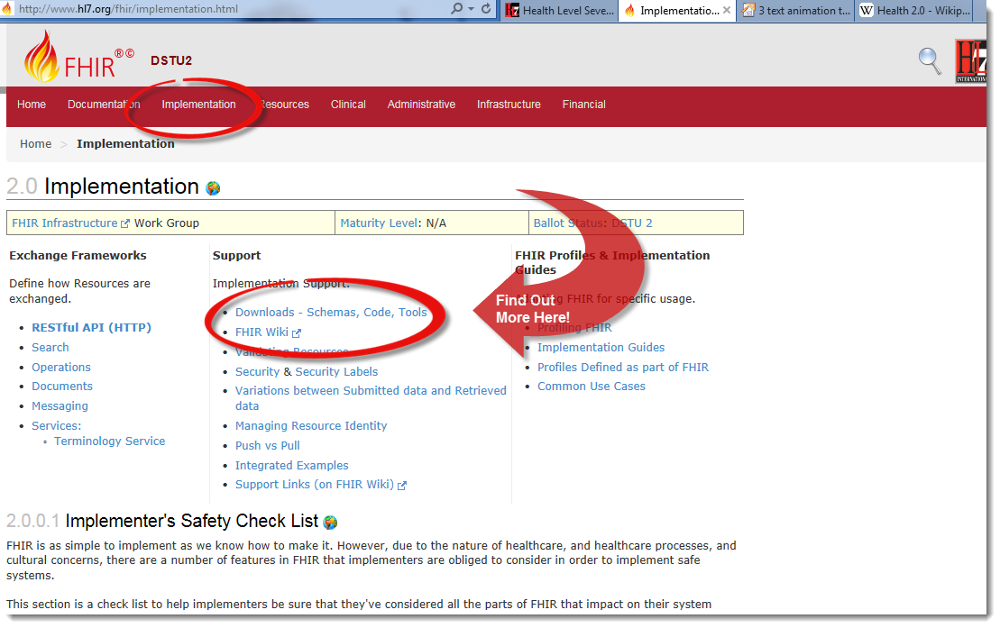 http://www.hl7.org/fhir/implementation.html
Health Level Seve...
Implementatio...
3 text animation t...
Health 2.0 - Wikip...
FHIR®©
DSTU2
H7
INTERNATIONAL
Home
Documentation
Implementation
Resources
Clinical
Administrative
Infrastructure
Financial
Home > Implementation
2.0 Implementation
FHIR Infrastructure Work Group
Maturity Level: N/A
Ballot Status: DSTU 2
Exchange Frameworks
Define how Resources are
exchanged.
RESTful API (HTTP)
Search
Operations
Documents
Messaging
Services:
Terminology Service
Support
Implementation Support:
Downloads - Schemas, Code, Tools
FHIR Wiki
Validating Resources
Security & Security Labels
Variations between Submitted data and Retrieved
data
Managing Resource Identity
Push vs Pull
Integrated Examples
Support Links (on FHIR Wiki)
FHIR Profiles & Implementation
Guides
FHIR for specific usage.
Profiling FHIR
Implementation Guides
Profiles Defined as part of FHIR
Common Use Cases
Find Out
More Here!
2.0.0.1 Implementer's Safety Check List
FHIR is as simple to implement as we know how to make it. However, due to the nature of healthcare, and healthcare processes, and
cultural concerns, there are a number of features in FHIR that implementers are obliged to consider in order to implement safe
systems.
This section is a check list to help implementers be sure that they've considered all the parts of FHIR that impact on their system